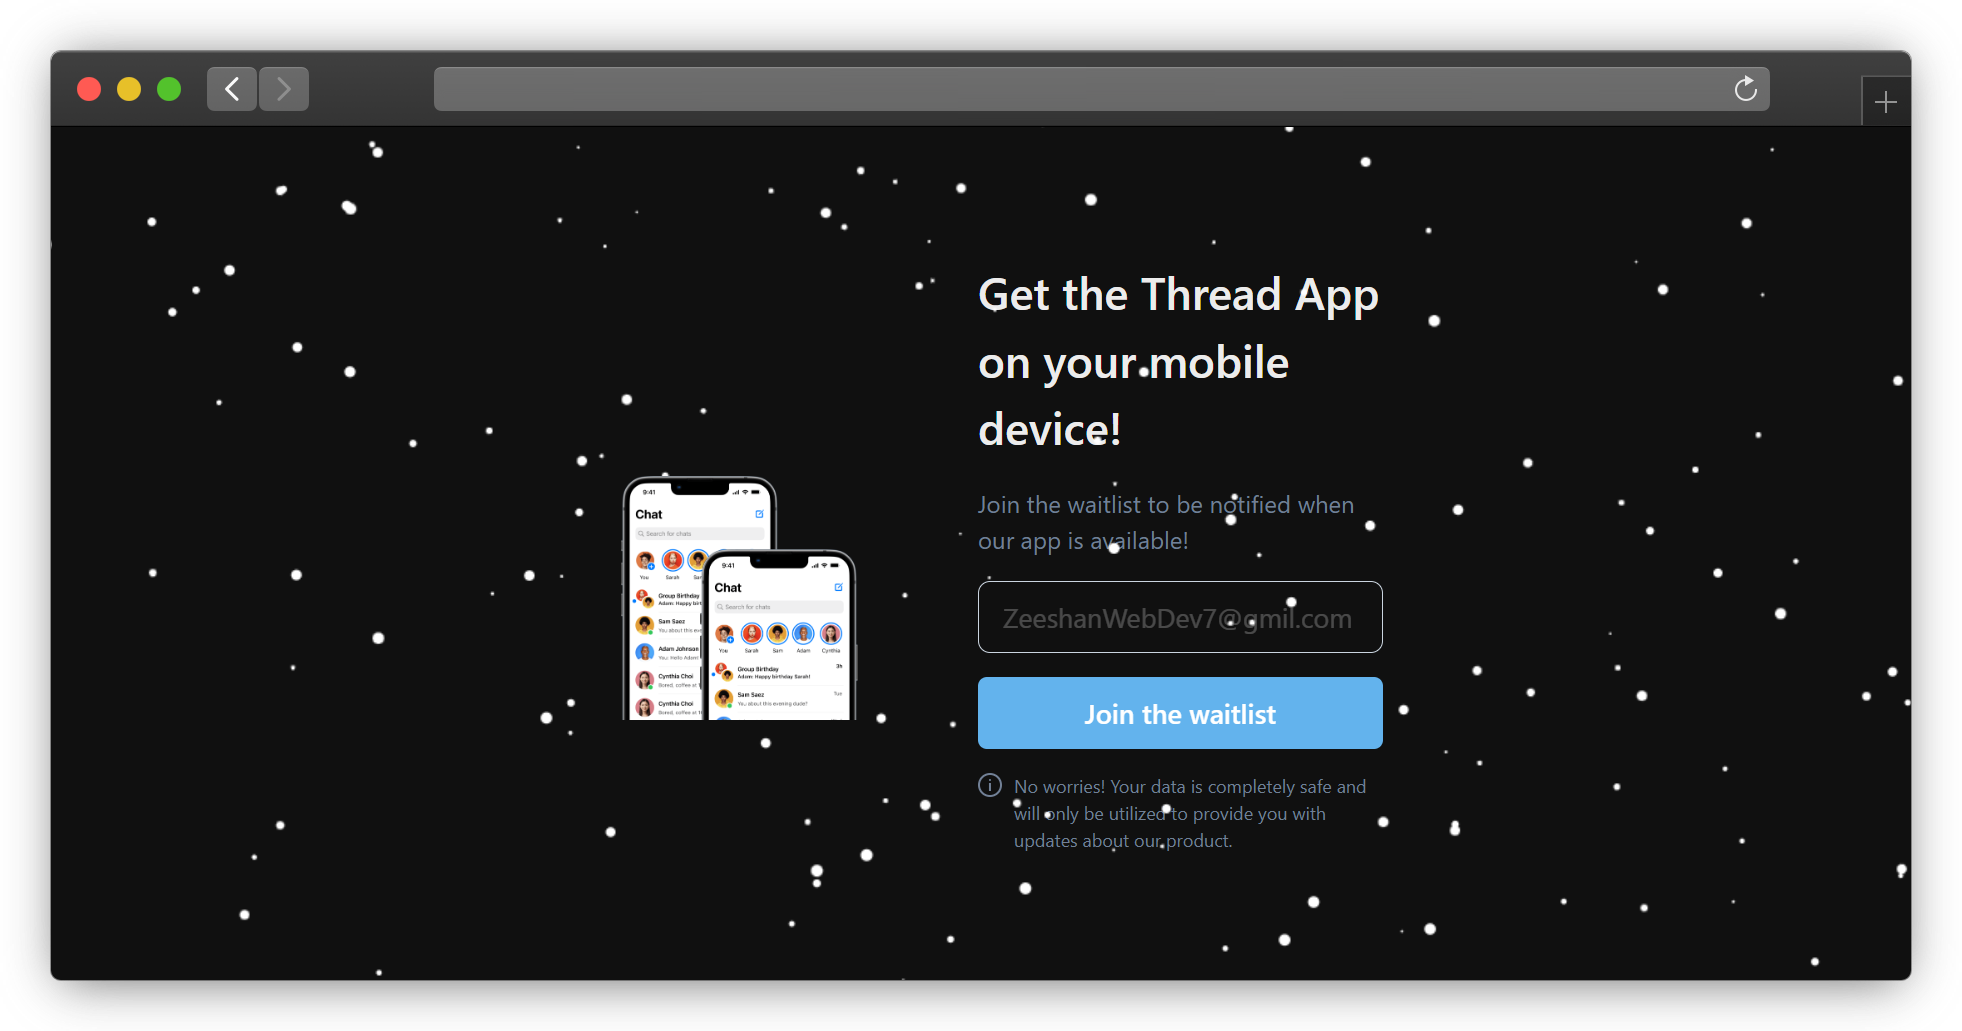 Get the Thread App
on your mobile
device!
Join the waitlist to be notified when
our app is available!
ZeeshanWebDev7@gmil.com
Join the waitlist
No worries! Your data is completely safe and
will only be utilized to provide you with
updates about our product.
9:41
Chat
Search for chats
You Sarah
Group Birthday
Adam: Happy
Sam Saez
You about this
Adam Johnson
You: Hello Adam!
Cynthia Choi
Bored, coffee at
Cynthia Choi
Bored, coffee at
9:41
Chat
Search for chats
You Sarah Sam Adam Cynthia
Group Birthday 3h
Adam: Happy birthday Sarah!
Sam Saez Tue
You about this evening dude?